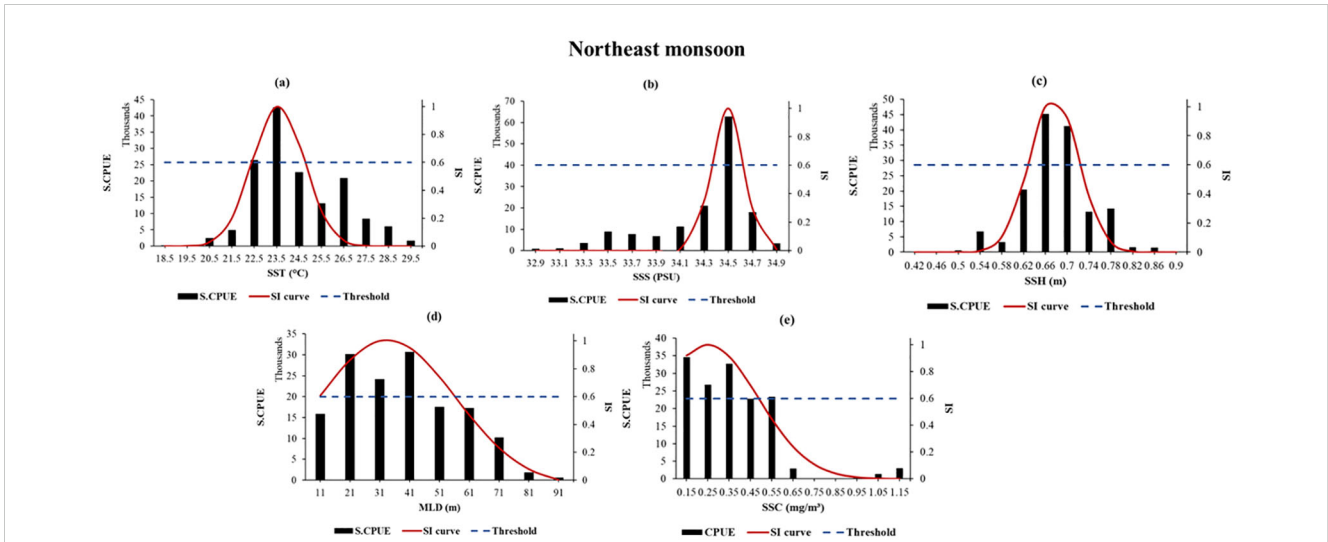 Northeast monsoon
(a)
Thousands
S.CPUE
45
40
35
30
25
20
15
10
5
0
1
0.8
0.6
0.4
0.2
0
SI
18.5 19.5 20.5 21.5 22.5 23.5 24.5 25.5 26.5 27.5 28.5 29.5
SST (°C)
S.CPUE SI curve Threshold
(b)
Thousands
S.CPUE
70
60
50
40
30
20
10
0
1
0.8
0.6
0.4
0.2
0
SI
32.9 33.1 33.3 33.5 33.7 33.9 34.1 34.3 34.5 34.7 34.9
SSS (PSU)
S.CPUE SI curve Threshold
(c)
Thousands
S.CPUE
50
45
40
35
30
25
20
15
10
5
0
1
0.8
0.6
0.4
0.2
0
SI
0.42 0.46 0.5 0.54 0.58 0.62 0.66 0.7 0.74 0.78 0.82 0.86 0.9
SSH (m)
S.CPUE SI curve Threshold
(d)
Thousands
S.CPUE
35
30
25
20
15
10
5
0
1
0.8
0.6
0.4
0.2
0
SI
11 21 31 41 51 61 71 81 91
MLD (m)
S.CPUE SI curve Threshold
(e)
Thousands
S.CPUE
40
35
30
25
20
15
10
5
0
1
0.8
0.6
0.4
0.2
0
SI
0.15 0.25 0.35 0.45 0.55 0.65 0.75 0.85 0.95 1.05 1.15
SSC (mg/m³)
CPUE SI curve Threshold